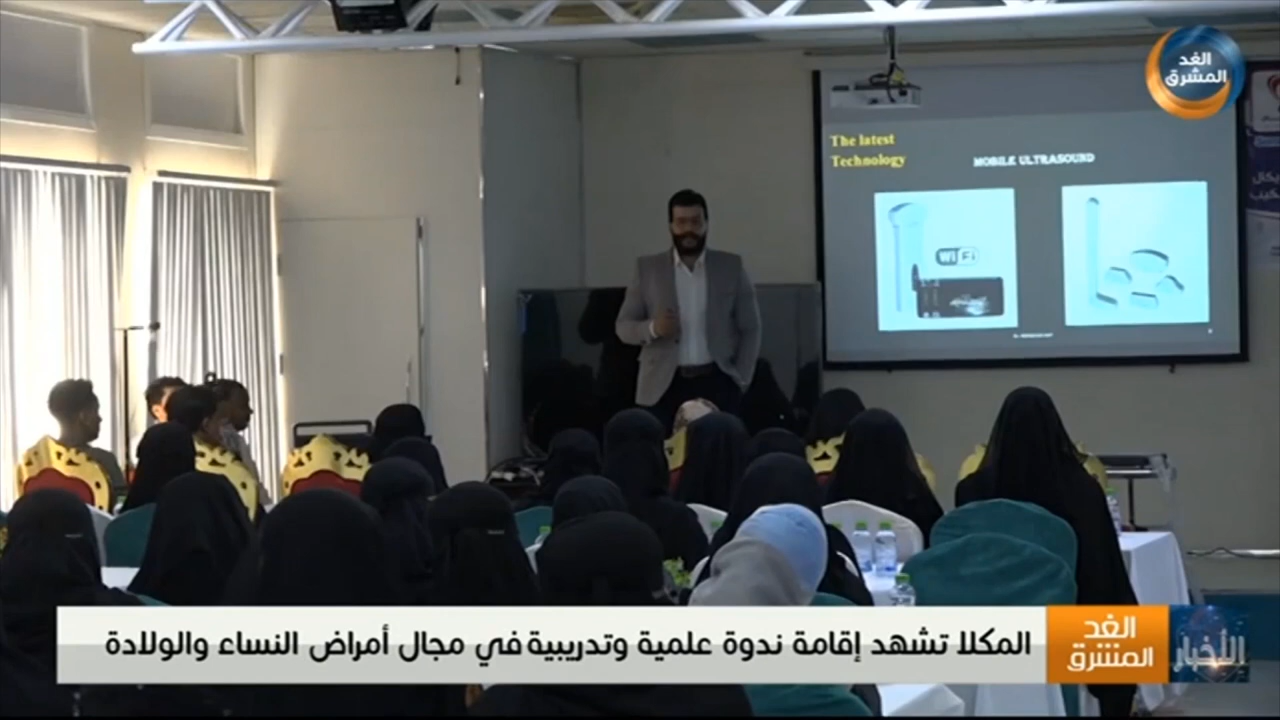 الغد
المشرق
The latest
Technology
MOBILE ULTRASOUND
WiFi
المكلا تشهد إقامة ندوة علمية وتدريبية في مجال أمراض النساء والولادة
الغد
المشرق
الأخبار